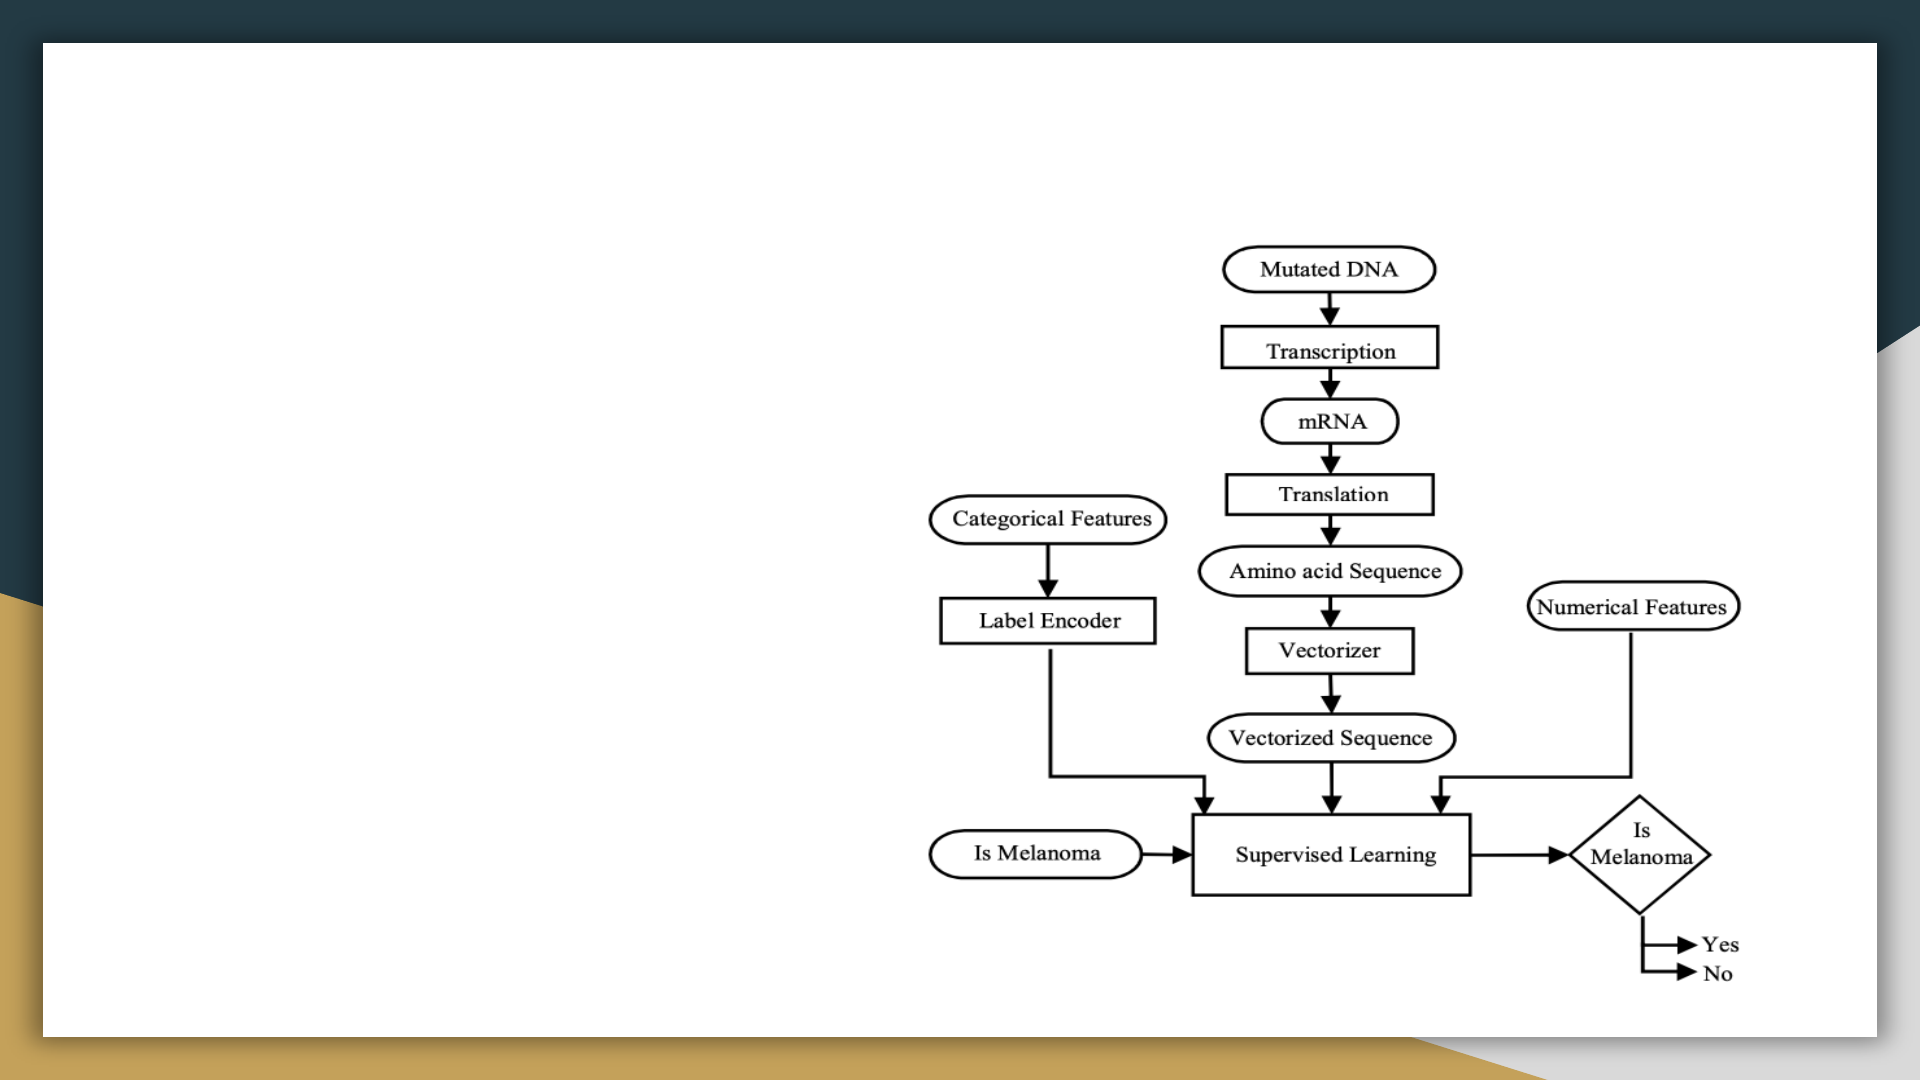 Mutated DNA
Transcription
mRNA
Translation
Categorical Features
Amino acid Sequence
Numerical Features
Label Encoder
Vectorizer
Vectorized Sequence
Is Melanoma
Supervised Learning
Is
Melanoma
Yes
No